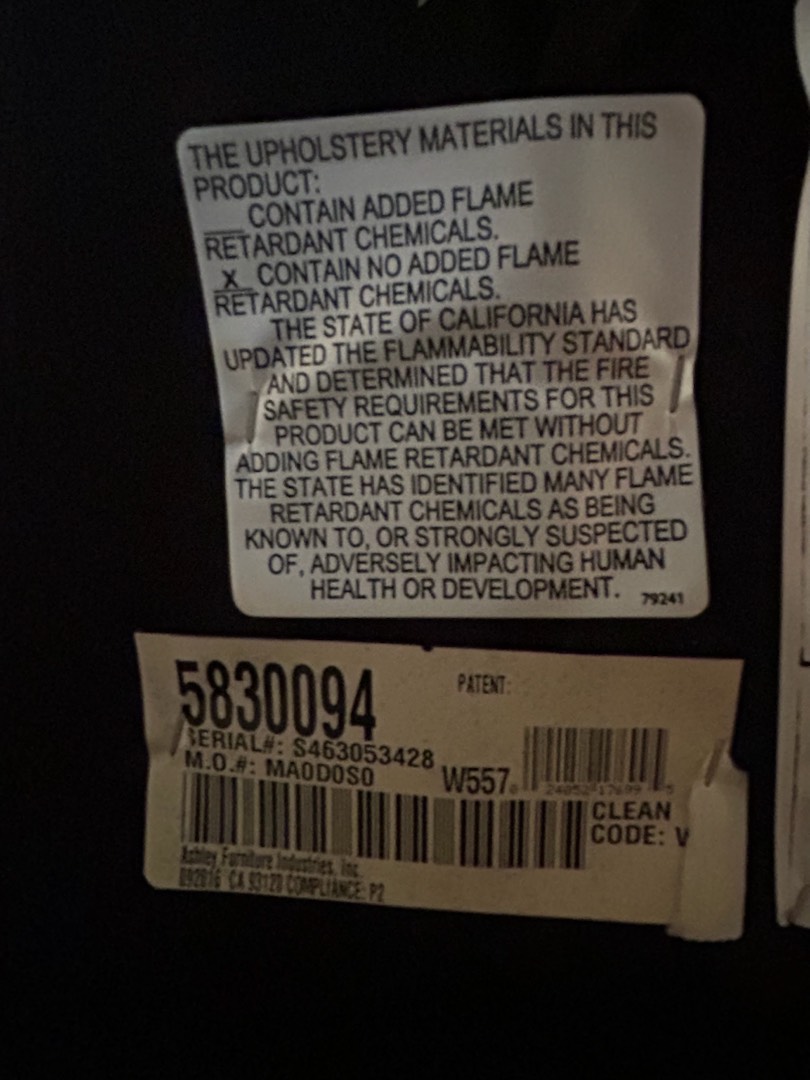 THE UPHOLSTERY MATERIALS IN THIS
PRODUCT:
___CONTAIN ADDED FLAME
RETARDANT CHEMICALS.
_X_ CONTAIN NO ADDED FLAME
RETARDANT CHEMICALS.
THE STATE OF CALIFORNIA HAS
UPDATED THE FLAMMABILITY STANDARD
AND DETERMINED THAT THE FIRE
SAFETY REQUIREMENTS FOR THIS
PRODUCT CAN BE MET WITHOUT
ADDING FLAME RETARDANT CHEMICALS.
THE STATE HAS IDENTIFIED MANY FLAME
RETARDANT CHEMICALS AS BEING
KNOWN TO, OR STRONGLY SUSPECTED
OF, ADVERSELY IMPACTING HUMAN
HEALTH OR DEVELOPMENT.
79241
5830094
PATENT:
SERIAL#: S463053428
M.O.#: MAODOSO
W557
CLEAN
CODE: W
Ashley Furniture Industries, Inc.
092816 CA 93120 COMPLIANCE: P2